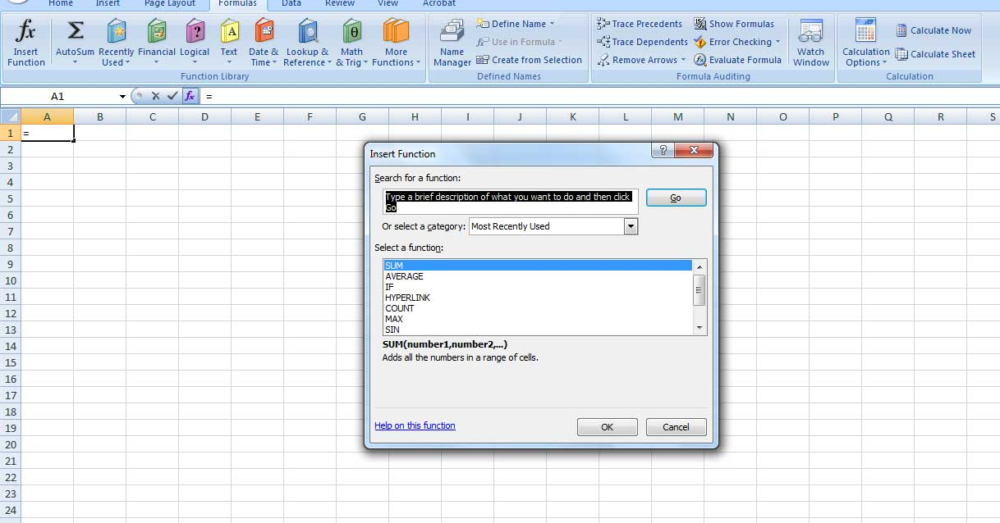 Home Insert Page Layout Formulas Data Review View Acrobat
fx Σ ? A θ
Insert Function
AutoSum
Recently Used
Financial
Logical
Text
Date & Time
Lookup & Reference
Math & Trig
More Functions
Function Library
Name Manager
Define Name
Use in Formula
Create from Selection
Defined Names
Trace Precedents
Trace Dependents
Remove Arrows
Show Formulas
Error Checking
Evaluate Formula
Formula Auditing
Watch Window
Calculation Options
Calculate Now
Calculate Sheet
Calculation
A1 fx =
A B C D E F G H I J K L M N O P Q R S
1 =
2
3
4
5
6
7
8
9
10
11
12
13
14
15
16
17
18
19
20
21
22
23
24
Insert Function ? X
Search for a function:
Type a brief description of what you want to do and then click
Go
Go
Or select a category: Most Recently Used
Select a function:
SUM
AVERAGE
IF
HYPERLINK
COUNT
MAX
SIN
SUM(number1,number2,...)
Adds all the numbers in a range of cells.
Help on this function OK Cancel